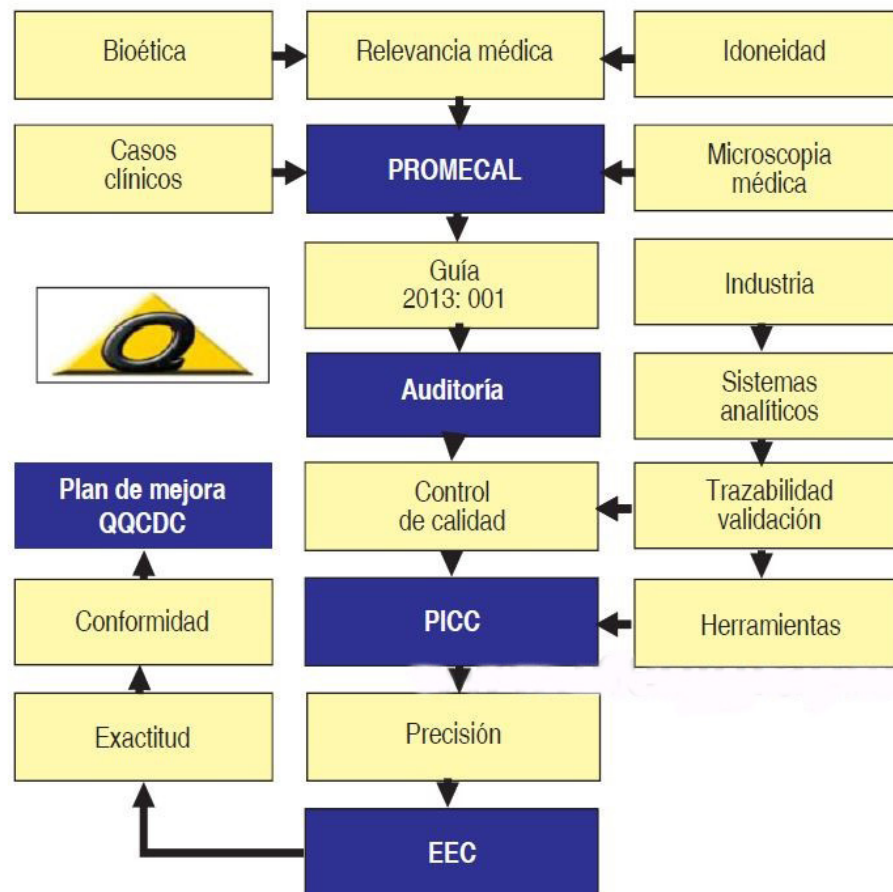 Bioética
Relevancia médica
Idoneidad
Casos
clínicos
PROMECAL
Microscopia
médica
Guía
2013: 001
Industria
Q
Auditoría
Sistemas
analíticos
Plan de mejora
QQCDC
Control
de calidad
Trazabilidad
validación
Conformidad
PICC
Herramientas
Exactitud
Precisión
EEC